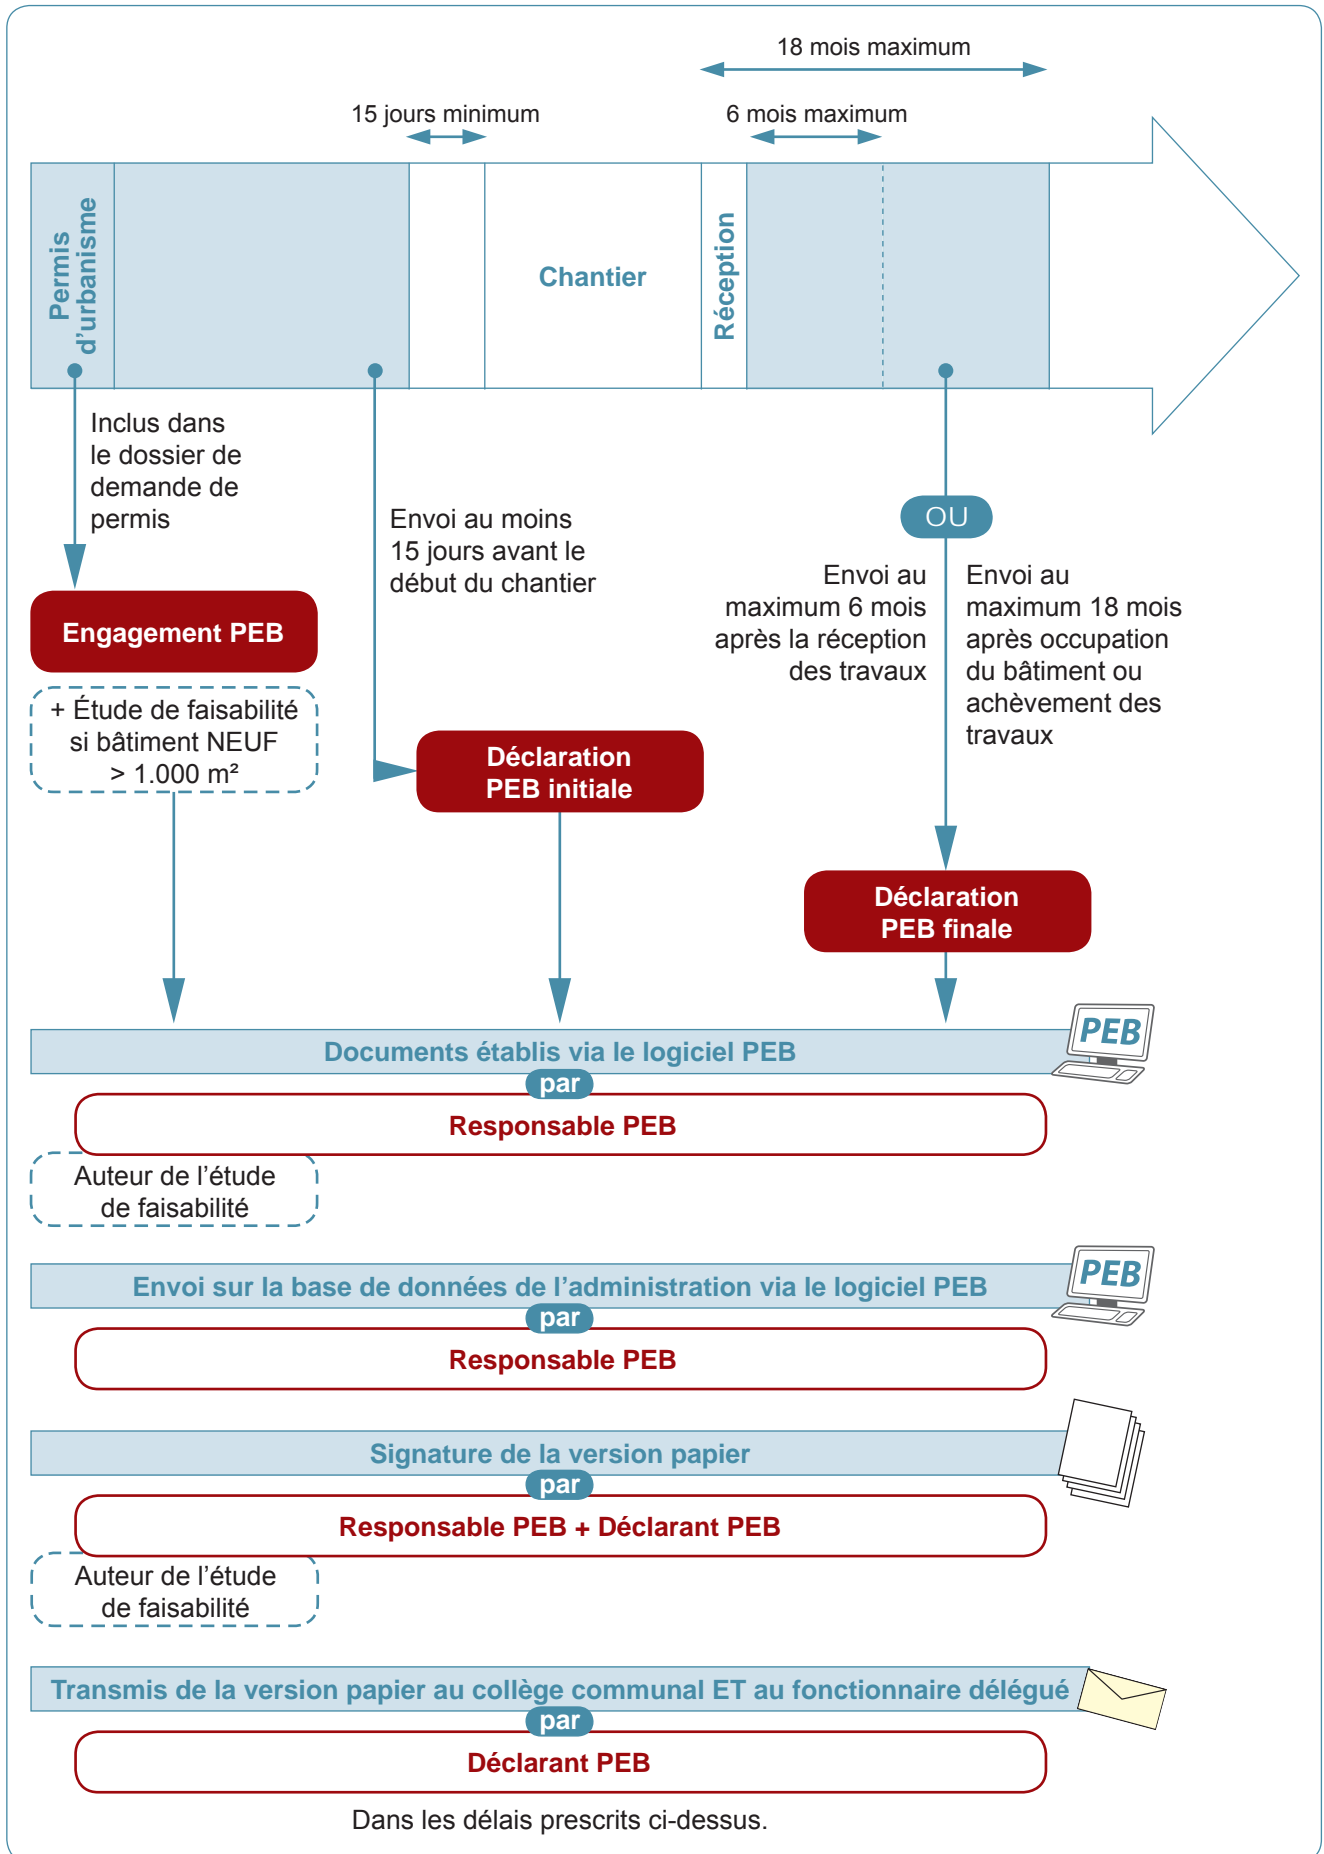 18 mois maximum
15 jours minimum
6 mois maximum
Permis
d’urbanisme
Chantier
Réception
Inclus dans
le dossier de
demande de
permis
Envoi au moins
15 jours avant le
début du chantier
OU
Envoi au
maximum 6 mois
après la réception
des travaux
Envoi au
maximum 18 mois
après occupation
du bâtiment ou
achèvement des
travaux
Engagement PEB
+ Étude de faisabilité
si bâtiment NEUF
> 1.000 m²
Déclaration
PEB initiale
Déclaration
PEB finale
Documents établis via le logiciel PEB
PEB
par
Responsable PEB
Auteur de l’étude
de faisabilité
Envoi sur la base de données de l’administration via le logiciel PEB
PEB
par
Responsable PEB
Signature de la version papier
par
Responsable PEB + Déclarant PEB
Auteur de l’étude
de faisabilité
Transmis de la version papier au collège communal ET au fonctionnaire délégué
par
Déclarant PEB
Dans les délais prescrits ci-dessus.